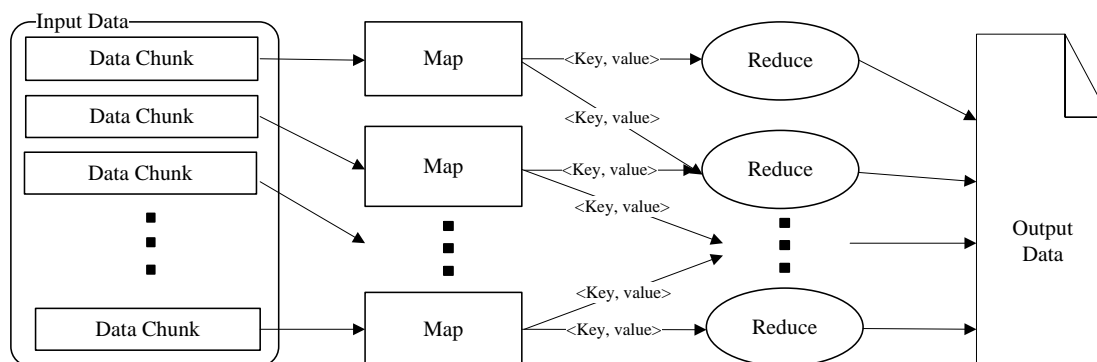 Input Data
Data Chunk
Map
<Key, value>
Reduce
Data Chunk
<Key, value>
Data Chunk
Map
<Key, value>
Reduce
<Key, value>
Output
Data
<Key, value>
Data Chunk
Map
<Key, value>
Reduce